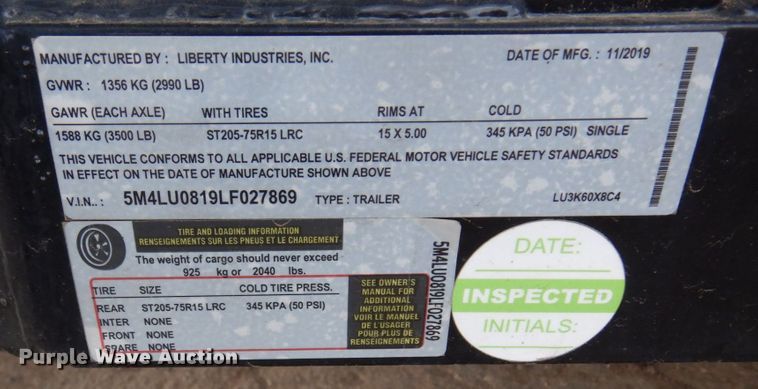 MANUFACTURED BY: LIBERTY INDUSTRIES, INC. DATE OF MFG. : 11/2019
GVWR: 1356 KG (2990 LB)
GAWR (EACH AXLE) WITH TIRES RIMS AT COLD
1588 KG (3500 LB) ST205-75R15 LRC 15 X 5.00 345 KPA (50 PSI) SINGLE
THIS VEHICLE CONFORMS TO ALL APPLICABLE U.S. FEDERAL MOTOR VEHICLE SAFETY STANDARDS
IN EFFECT ON THE DATE OF MANUFACTURE SHOWN ABOVE
V.I.N.: 5M4LU0819LF027869 TYPE : TRAILER LU3K60X8C4
TIRE AND LOADING INFORMATION
RENSEIGNEMENTS SUR LES PNEUS ET LE CHARGEMENT
The weight of cargo should never exceed
925 kg or 2040 lbs.
TIRE SIZE COLD TIRE PRESS.
REAR ST205-75R15 LRC 345 KPA (50 PSI)
INTER NONE
FRONT NONE
SPARE NONE
SEE OWNER'S
MANUAL FOR
ADDITIONAL
INFORMATION
VOIR LE MANUEL
DE L'USAGER
POUR PLUS DE
RENSEIGNEMENTS
5M4LU0819LF027869
DATE:
INSPECTED
INITIALS:
Purple Wave Auction